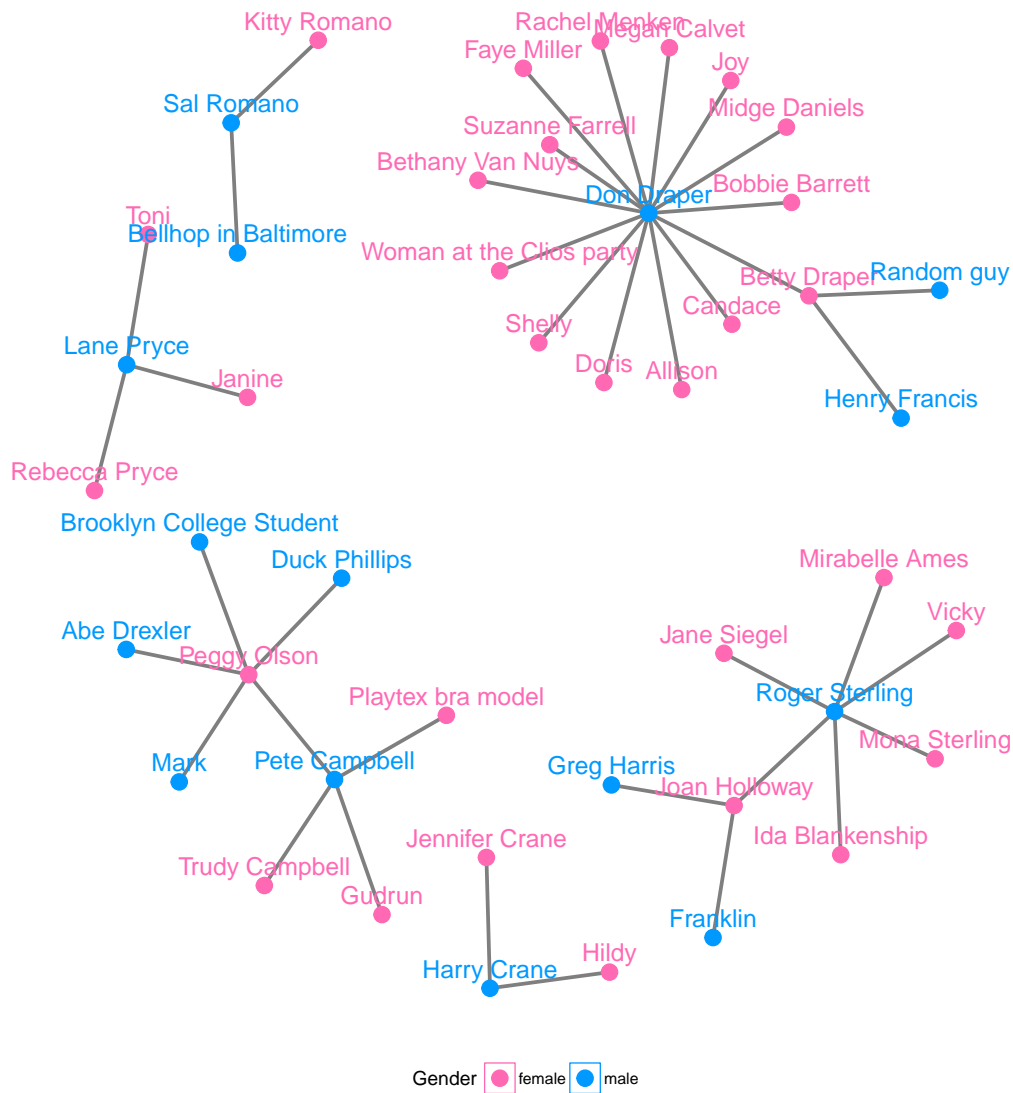 Kitty Romano
Rachel Menken
Megan Calvet
Faye Miller
Joy
Sal Romano
Midge Daniels
Suzanne Farrell
Bethany Van Nuys
Bobbie Barrett
Don Draper
Toni
Bellhop in Baltimore
Woman at the Clios party
Betty Draper
Random guy
Candace
Shelly
Lane Pryce
Doris
Allison
Janine
Henry Francis
Rebecca Pryce
Brooklyn College Student
Duck Phillips
Mirabelle Ames
Vicky
Abe Drexler
Jane Siegel
Peggy Olson
Playtex bra model
Roger Sterling
Mona Sterling
Mark
Pete Campbell
Greg Harris
Joan Holloway
Jennifer Crane
Ida Blankenship
Trudy Campbell
Gudrun
Franklin
Hildy
Harry Crane
Gender female male